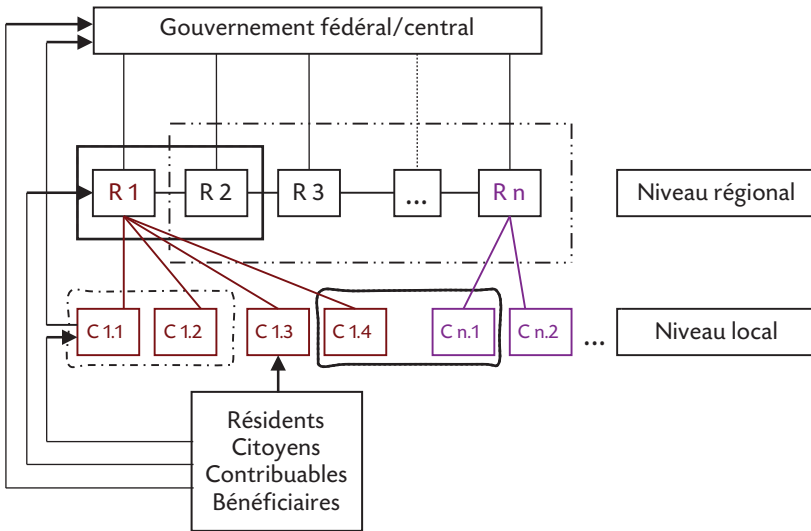 Gouvernement fédéral/central
R 1 R 2 R 3 ... R n Niveau régional
C 1.1 C 1.2 C 1.3 C 1.4 C n.1 C n.2 ... Niveau local
Résidents
Citoyens
Contribuables
Bénéficiaires